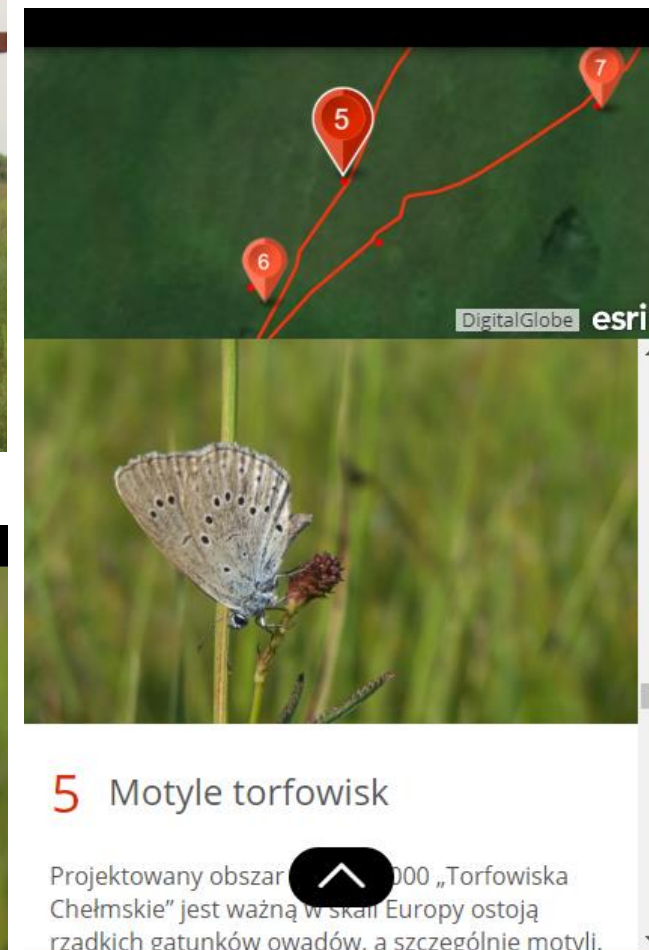 7
5
6
DigitalGlobe esri
5 Motyle torfowisk
Projektowany obszar 000 „Torfowiska
Chełmskie” jest ważną w skali Europy ostoją
rzadkich gatunków owadów, a szczególnie motyli.